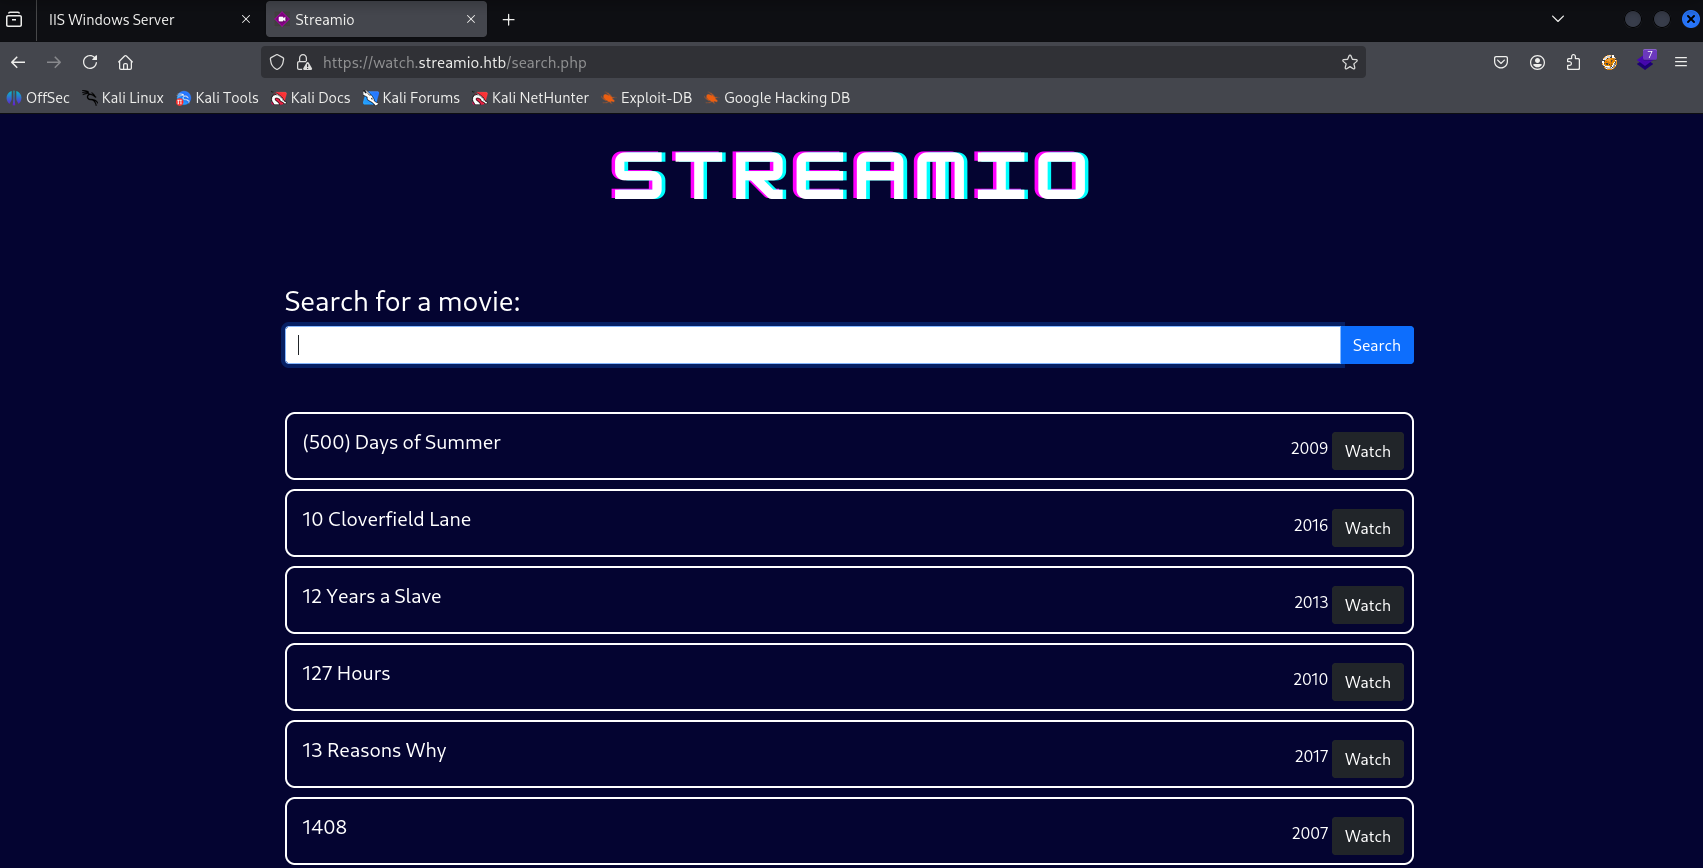 IIS Windows Server
Streamio
https://watch.streamio.htb/search.php
7
OffSec Kali Linux Kali Tools Kali Docs Kali Forums Kali NetHunter Exploit-DB Google Hacking DB
STREAMIO
Search for a movie:
Search
(500) Days of Summer 2009 Watch
10 Cloverfield Lane 2016 Watch
12 Years a Slave 2013 Watch
127 Hours 2010 Watch
13 Reasons Why 2017 Watch
1408 2007 Watch